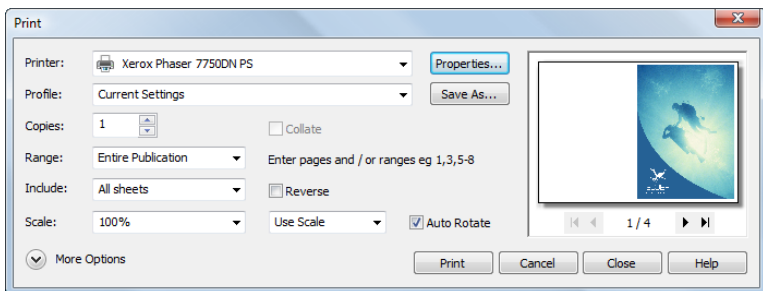 Print
Printer: Xerox Phaser 7750DN PS Properties...
Profile: Current Settings Save As...
Copies: 1 Collate
Range: Entire Publication Enter pages and / or ranges eg 1,3,5-8
Include: All sheets Reverse
Scale: 100% Use Scale Auto Rotate
1 / 4
More Options Print Cancel Close Help